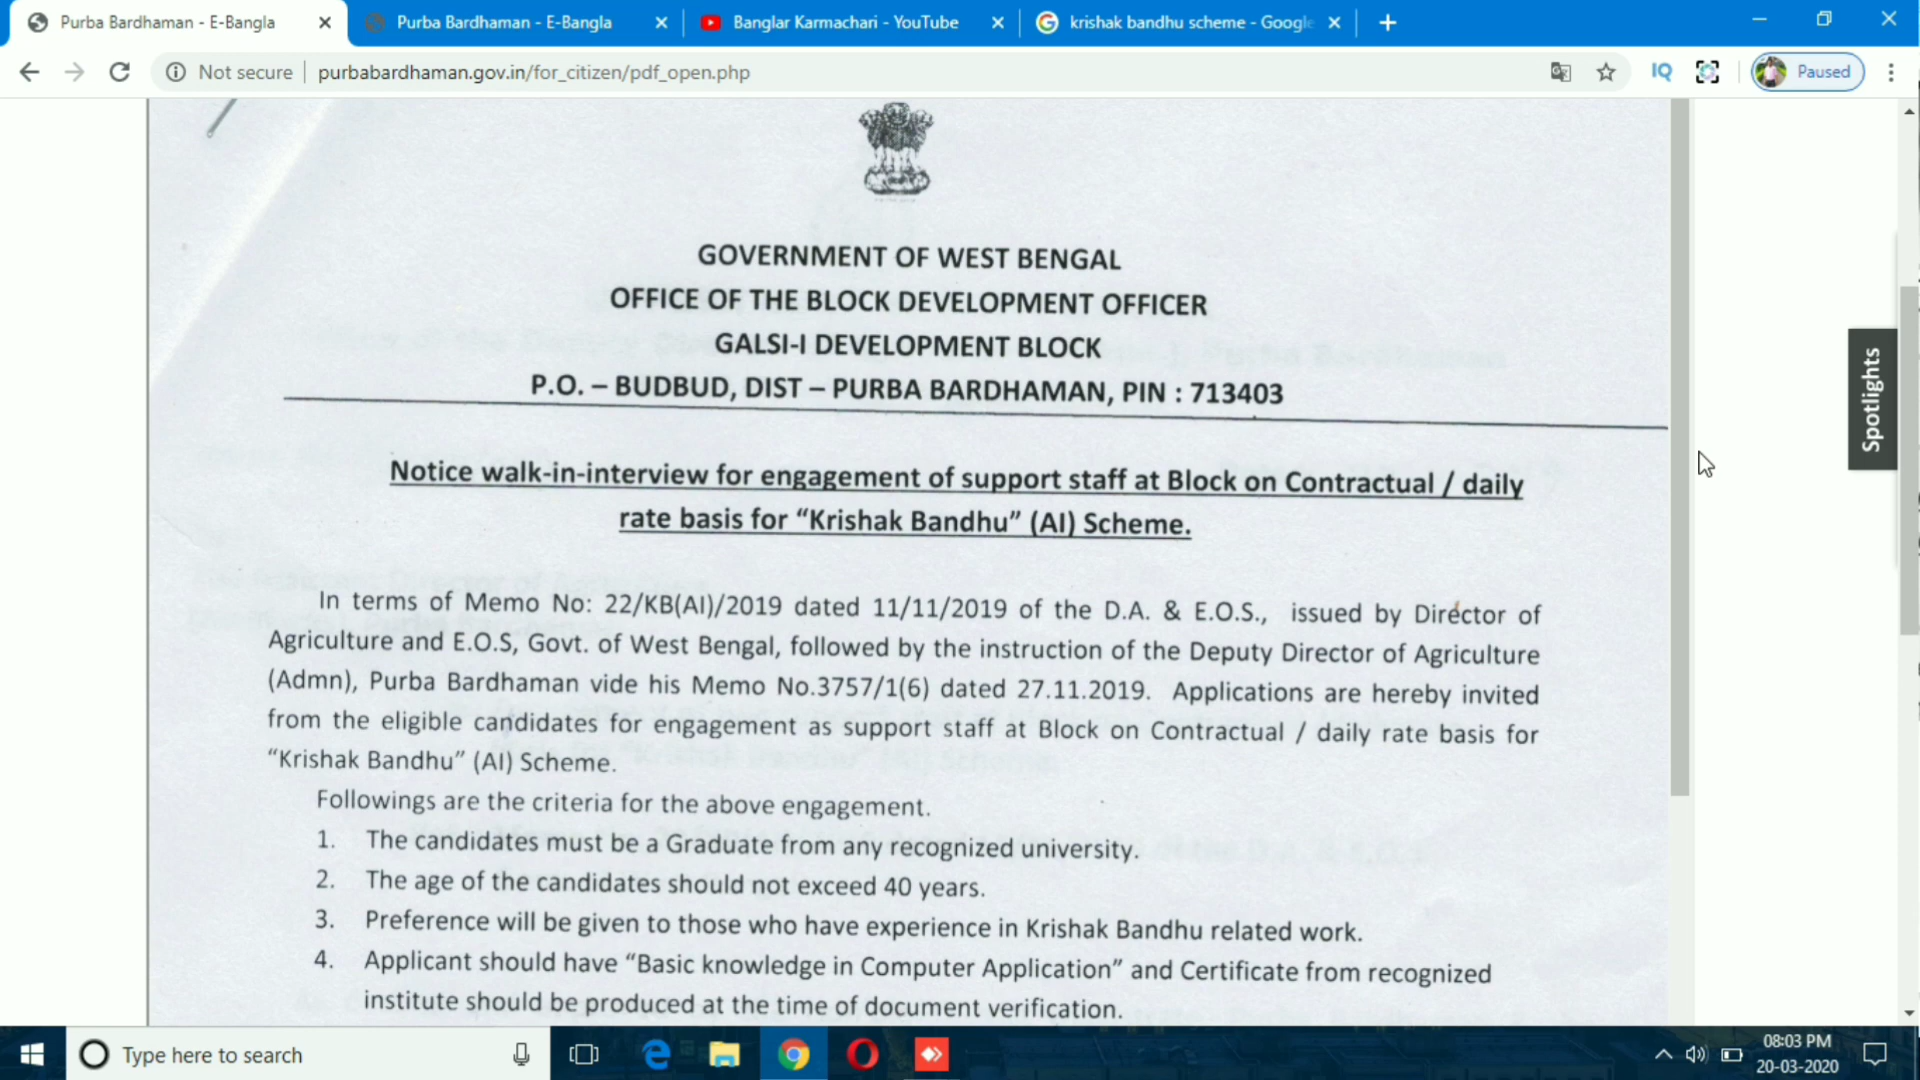 Purba Bardhaman - E-Bangla
Purba Bardhaman - E-Bangla
Banglar Karmachari - YouTube
krishak bandhu scheme - Google
Not secure
purbabardhaman.gov.in/for_citizen/pdf_open.php
IQ
Paused
GOVERNMENT OF WEST BENGAL
OFFICE OF THE BLOCK DEVELOPMENT OFFICER
GALSI-I DEVELOPMENT BLOCK
P.O. – BUDBUD, DIST – PURBA BARDHAMAN, PIN : 713403
Spotlights
Notice walk-in-interview for engagement of support staff at Block on Contractual / daily
rate basis for “Krishak Bandhu” (AI) Scheme.
In terms of Memo No: 22/KB(AI)/2019 dated 11/11/2019 of the D.A. & E.O.S., issued by Director of
Agriculture and E.O.S, Govt. of West Bengal, followed by the instruction of the Deputy Director of Agriculture
(Admn), Purba Bardhaman vide his Memo No.3757/1(6) dated 27.11.2019. Applications are hereby invited
from the eligible candidates for engagement as support staff at Block on Contractual / daily rate basis for
“Krishak Bandhu” (AI) Scheme.
Followings are the criteria for the above engagement.
1. The candidates must be a Graduate from any recognized university.
2. The age of the candidates should not exceed 40 years.
3. Preference will be given to those who have experience in Krishak Bandhu related work.
4. Applicant should have “Basic knowledge in Computer Application” and Certificate from recognized
institute should be produced at the time of document verification.
Type here to search
08:03 PM
20-03-2020